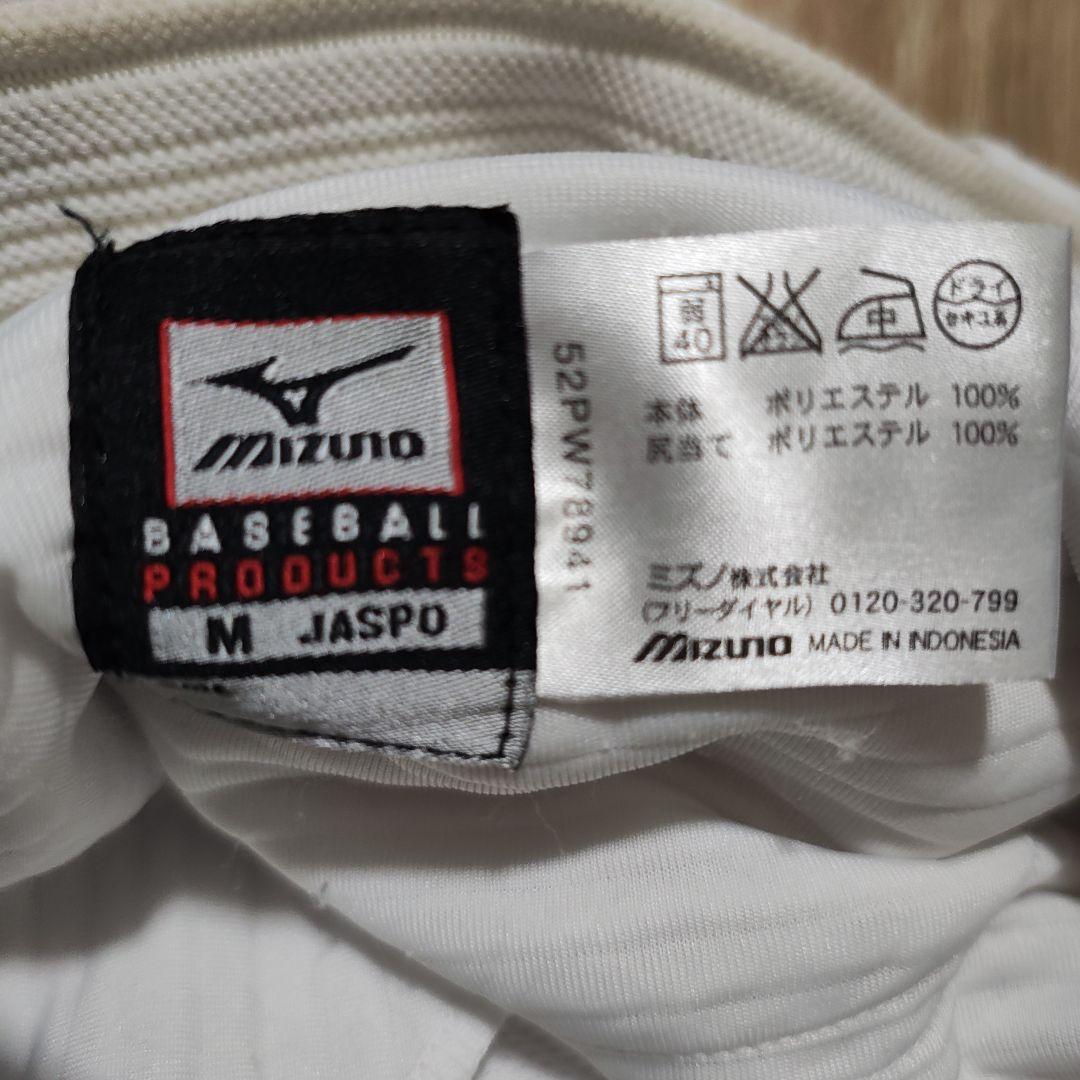 MIZUNO
BASEBALL
PRODUCTS
M JASPO
52PW78941
弱
40
中
ドライ
セキユ系
本体 ポリエステル 100%
尻当て ポリエステル 100%
ミズノ株式会社
(フリーダイヤル) 0120-320-799
MIZUNO MADE IN INDONESIA